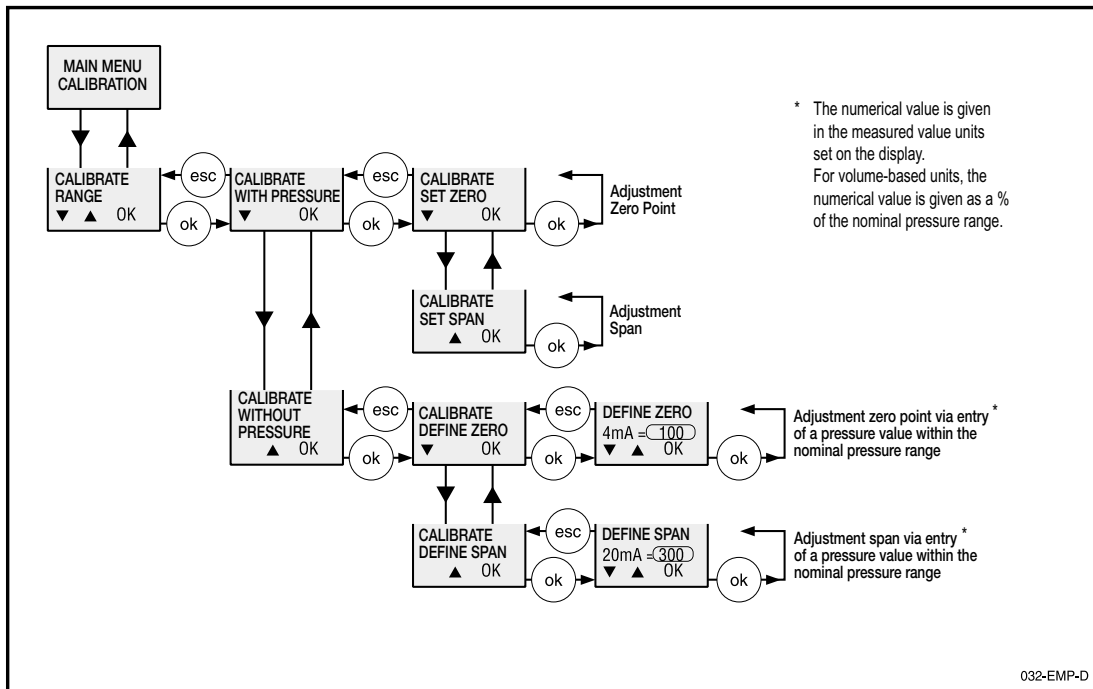 MAIN MENU
CALIBRATION
* The numerical value is given
in the measured value units
set on the display.
For volume-based units, the
numerical value is given as a %
of the nominal pressure range.
CALIBRATE
RANGE
▼ ▲ OK
esc
ok
CALIBRATE
WITH PRESSURE
▼ OK
esc
ok
CALIBRATE
SET ZERO
▼ OK
ok
Adjustment
Zero Point
CALIBRATE
SET SPAN
▲ OK
ok
Adjustment
Span
CALIBRATE
WITHOUT
PRESSURE
▲ OK
esc
ok
CALIBRATE
DEFINE ZERO
▼ OK
esc
ok
DEFINE ZERO
4mA = 100
▼ ▲ OK
ok
Adjustment zero point via entry *
of a pressure value within the
nominal pressure range
CALIBRATE
DEFINE SPAN
▲ OK
esc
ok
DEFINE SPAN
20mA = 300
▼ ▲ OK
ok
Adjustment span via entry *
of a pressure value within the
nominal pressure range
032-EMP-D